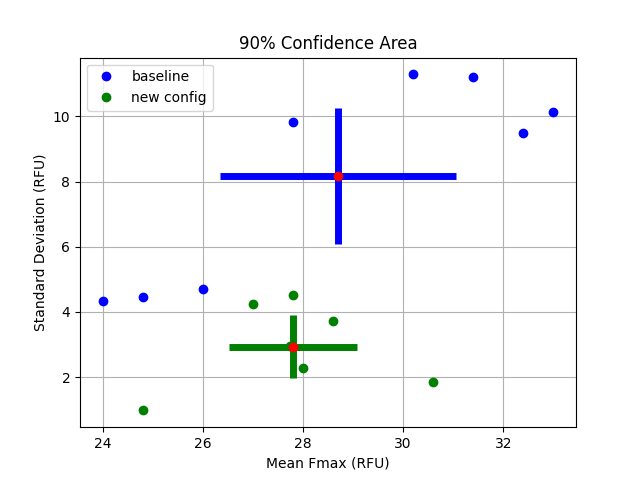 90% Confidence Area
baseline
new config
Standard Deviation (RFU)
10
8
6
4
2
24 26 28 30 32
Mean Fmax (RFU)